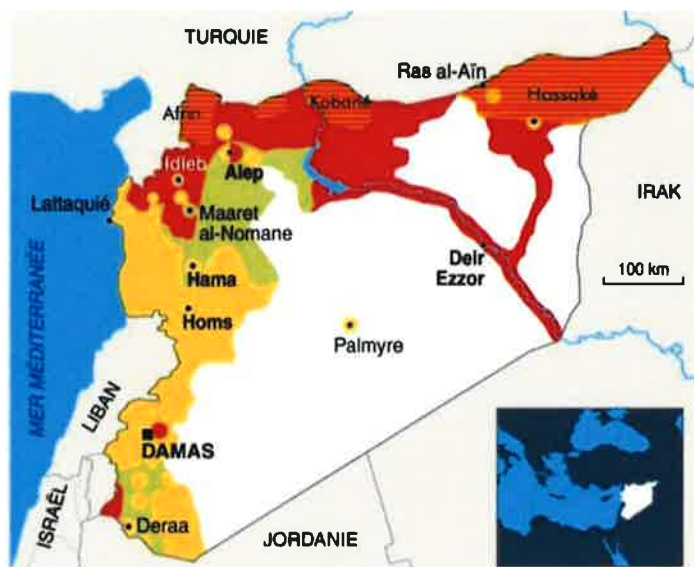 TURQUIE
Ras al-Aïn
Afrin
Kobané
Hassaké
Idleb
Alep
IRAK
Lattaquié
Maaret
al-Nomane
Deir
Ezzor
100 km
Hama
Homs
Palmyre
MER MÉDITERRANÉE
LIBAN
DAMAS
ISRAËL
Deraa
JORDANIE